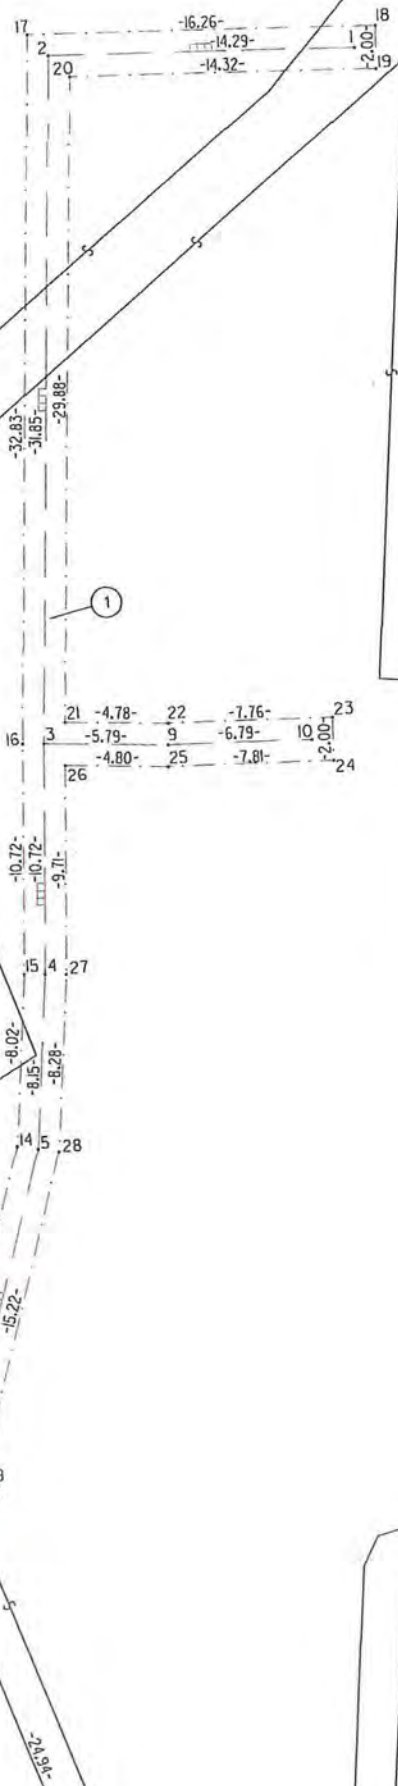 17 -16.26- 18
2 -14.29- 1
-2.00-
20 -14.32- 19
S
S
S
-32.83-
-31.85-
-29.88-
1
21 -4.78- 22 -7.76- 23
16 3 -5.79- 9 -6.79- 10
-2.00-
26 -4.80- 25 -7.81- 24
-10.72-
-10.72-
-9.71-
15 4 27
-8.02-
-8.15-
-8.28-
14 5 28
-15.22-
S
-24.94-